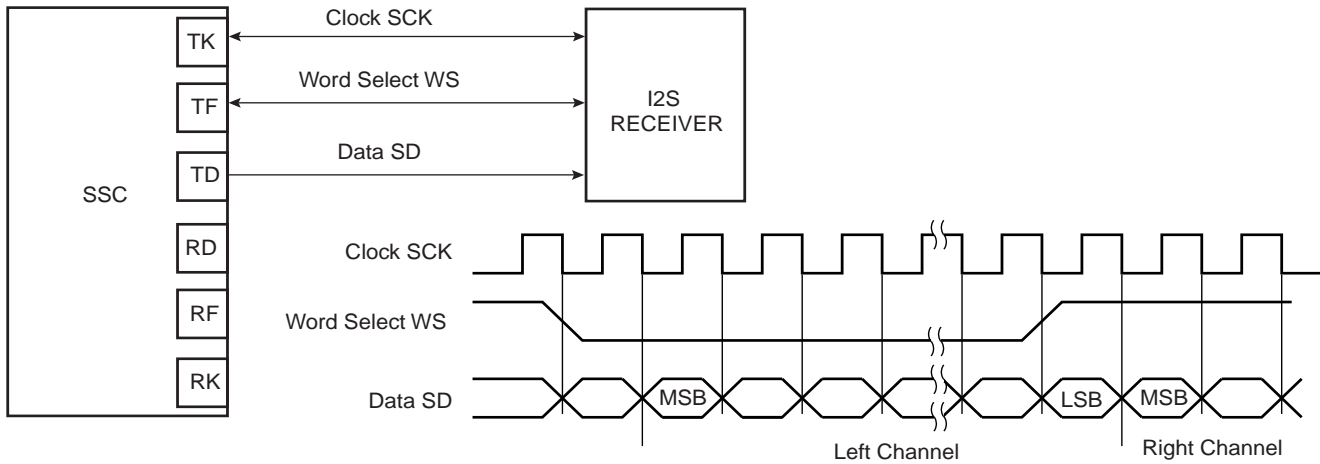 TK
Clock SCK
TF
Word Select WS
I2S
RECEIVER
TD
Data SD
SSC
RD
RF
RK
Clock SCK
Word Select WS
Data SD
MSB
LSB
MSB
Left Channel
Right Channel